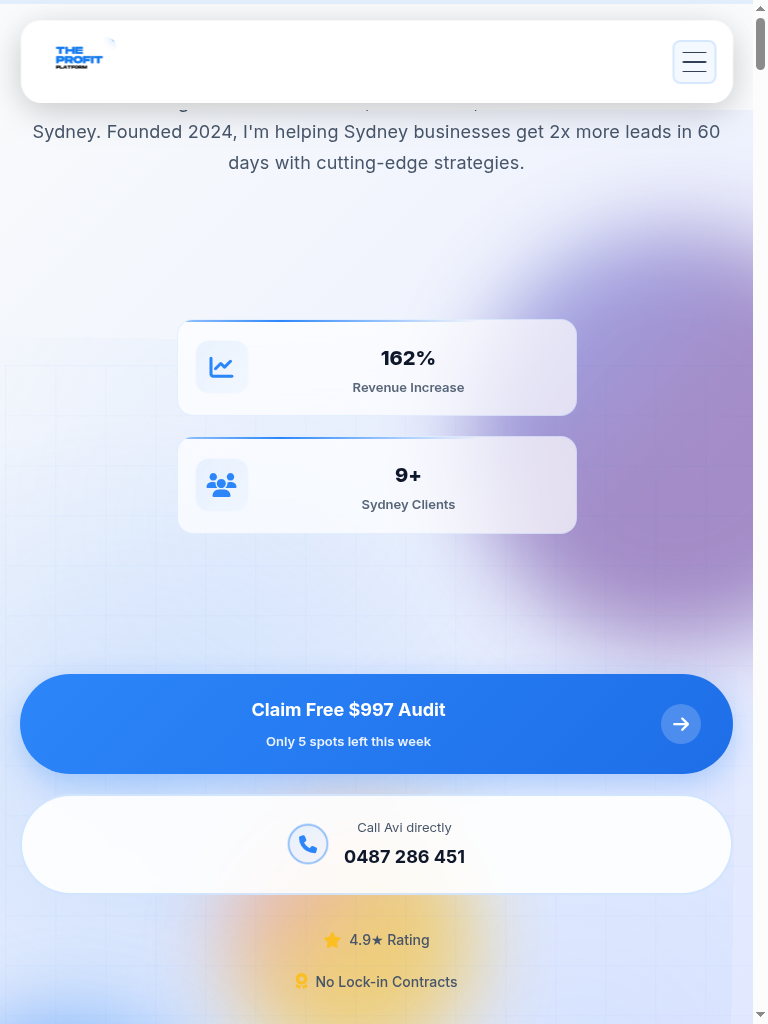 THE
PROFIT
PLATFORM
Sydney. Founded 2024, I'm helping Sydney businesses get 2x more leads in 60
days with cutting-edge strategies.
162%
Revenue Increase
9+
Sydney Clients
Claim Free $997 Audit
Only 5 spots left this week
Call Avi directly
0487 286 451
4.9★ Rating
No Lock-in Contracts